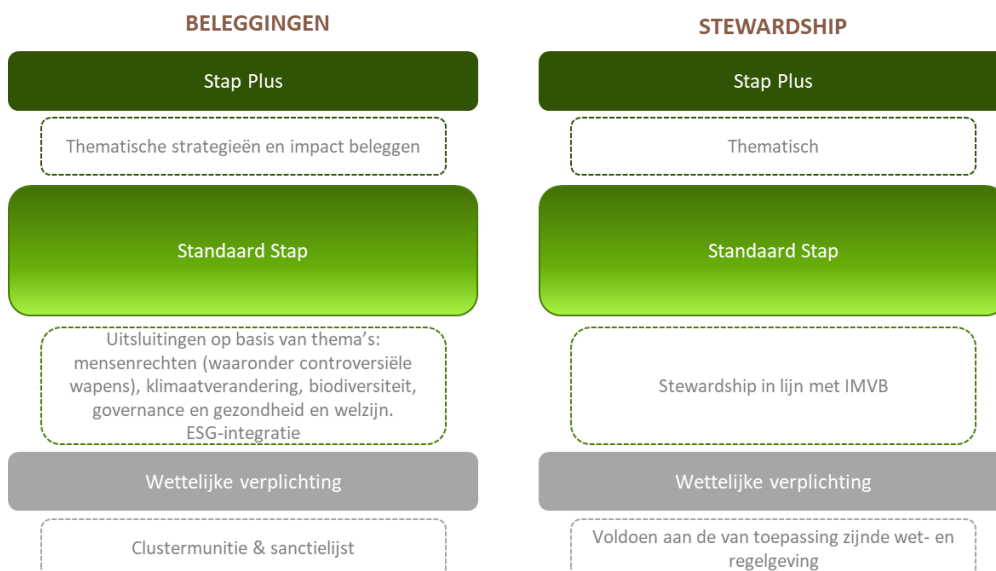 BELEGGINGEN
Stap Plus
Thematische strategieën en impact beleggen
Standaard Stap
Uitsluitingen op basis van thema's:
mensenrechten (waaronder controversiële
wapens), klimaatverandering, biodiversiteit,
governance en gezondheid en welzijn.
ESG-integratie
Wettelijke verplichting
Clustermunitie & sanctielijst
STEWARDSHIP
Stap Plus
Thematisch
Standaard Stap
Stewardship in lijn met IMVB
Wettelijke verplichting
Voldoen aan de van toepassing zijnde wet- en
regelgeving